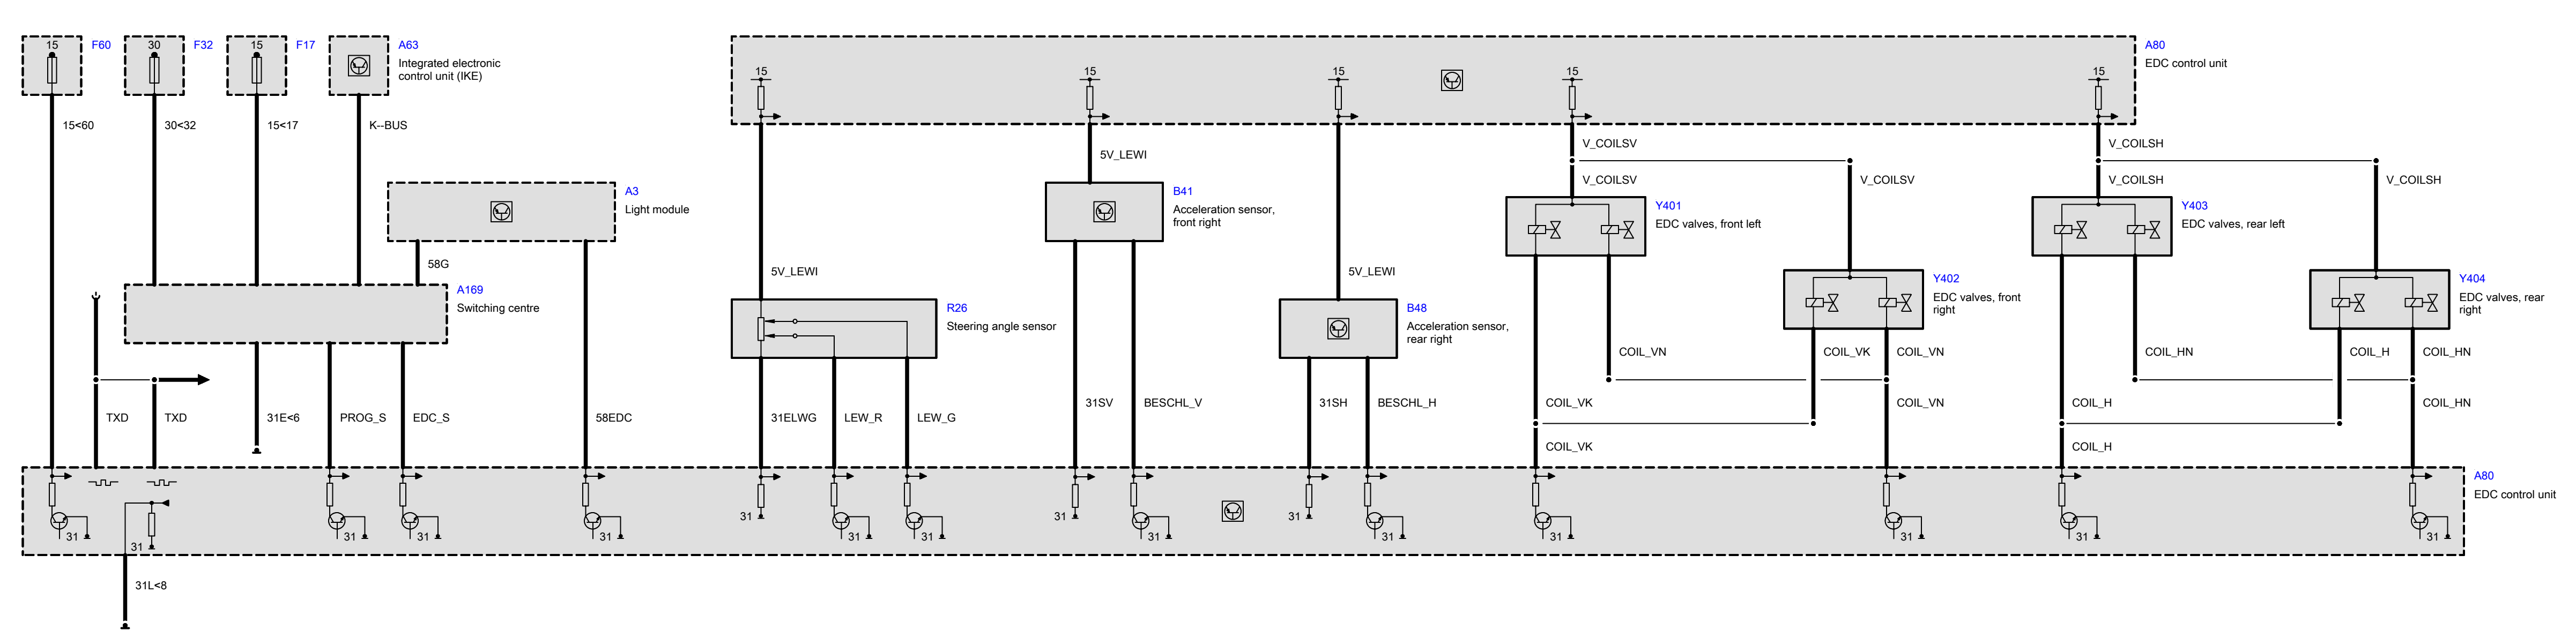 15 F60 30 F32 15 F17 A63
Integrated electronic
control unit (IKE)
A80
EDC control unit
15 15 15 15 15
15<60 30<32 15<17 K--BUS
V_COILSV V_COILSH
5V_LEWI
V_COILSV V_COILSV V_COILSH V_COILSH
A3
Light module
B41
Acceleration sensor,
front right
Y401
EDC valves, front left
Y403
EDC valves, rear left
58G
5V_LEWI 5V_LEWI
A169
Switching centre
R26
Steering angle sensor
B48
Acceleration sensor,
rear right
Y402
EDC valves, front
right
Y404
EDC valves, rear
right
COIL_VN COIL_VK COIL_VN COIL_HN COIL_H COIL_HN
TXD TXD 31E<6 PROG_S EDC_S 58EDC 31ELWG LEW_R LEW_G
31SV BESCHL_V 31SH BESCHL_H COIL_VK COIL_VN COIL_H COIL_HN
COIL_VK COIL_H
A80
EDC control unit
31 31 31
31 31 31 31 31 31 31 31 31 31 31 31 31 31
31L<8